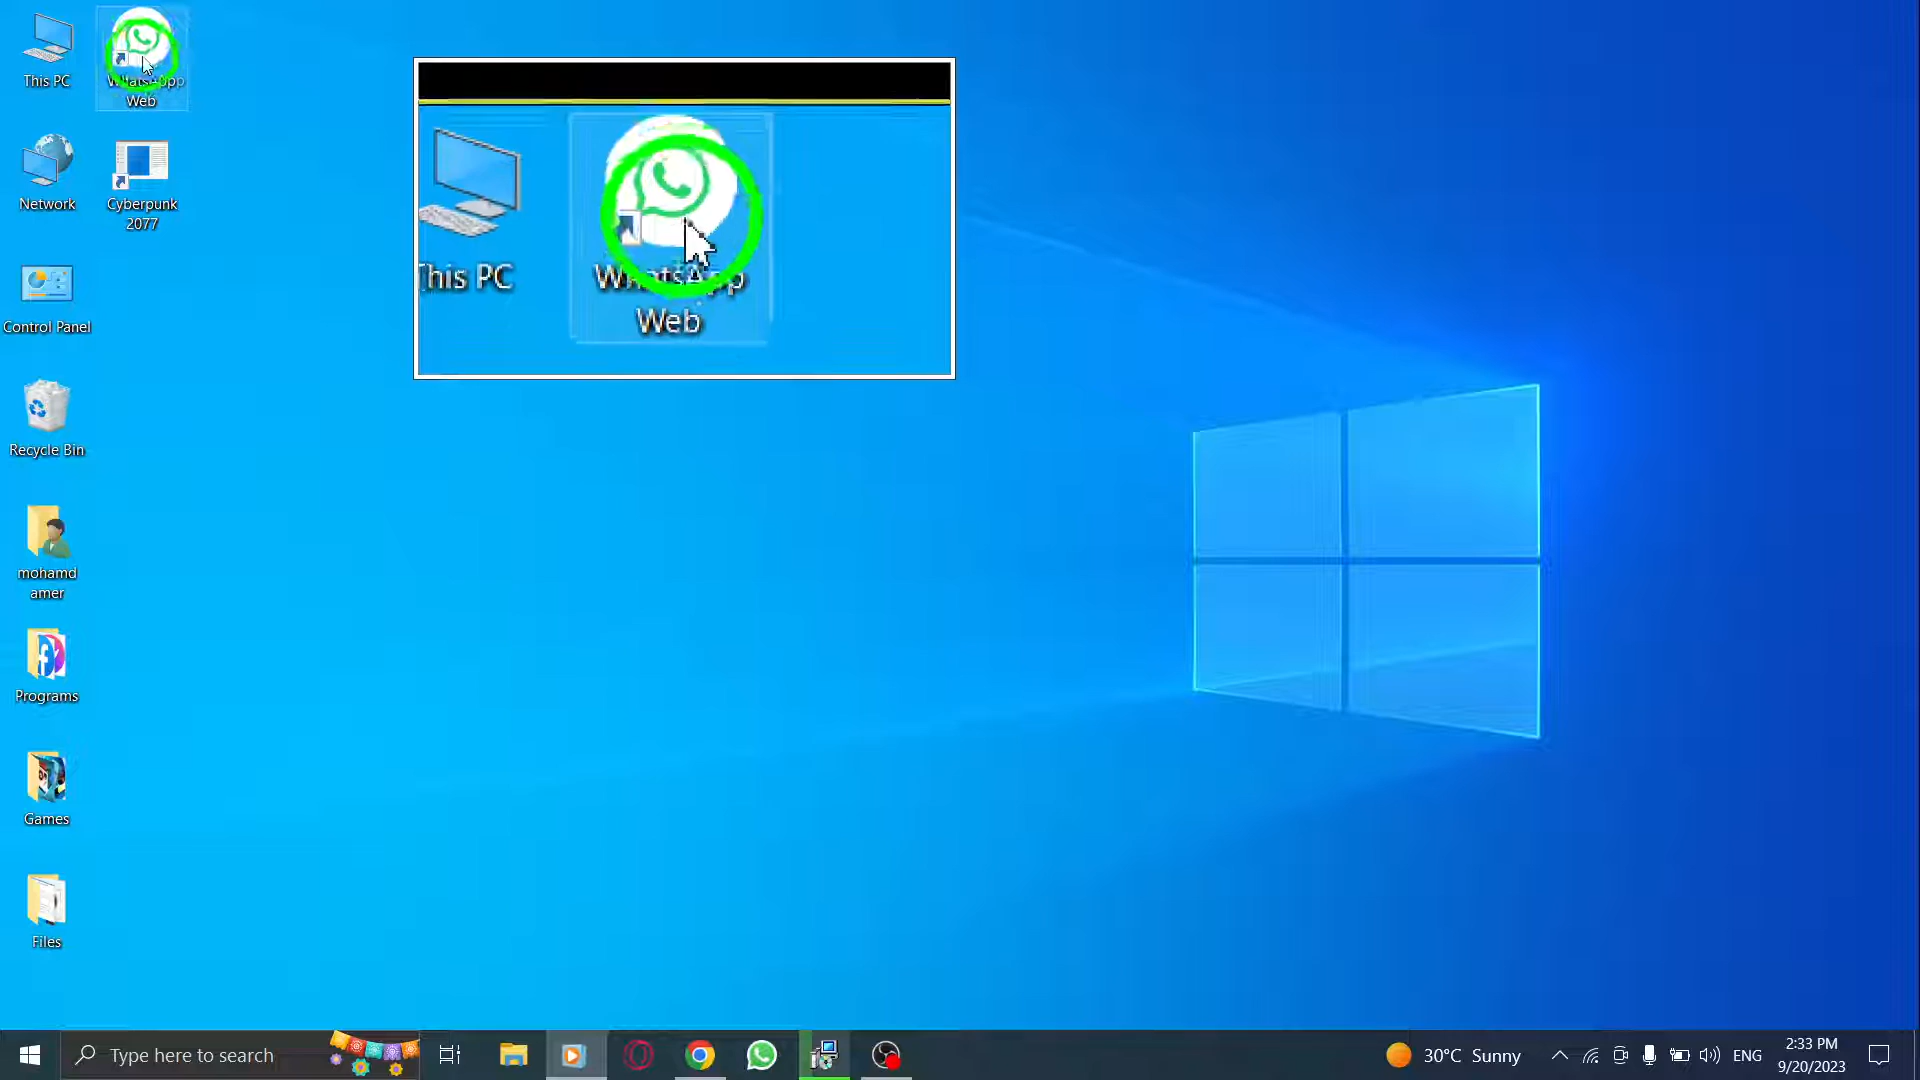 This PC
WhatsApp
Web
Network
Cyberpunk
2077
Control Panel
Recycle Bin
mohamd
amer
Programs
Games
Files
This PC
WhatsApp
Web
Type here to search
30°C Sunny
ENG
2:33 PM
9/20/2023